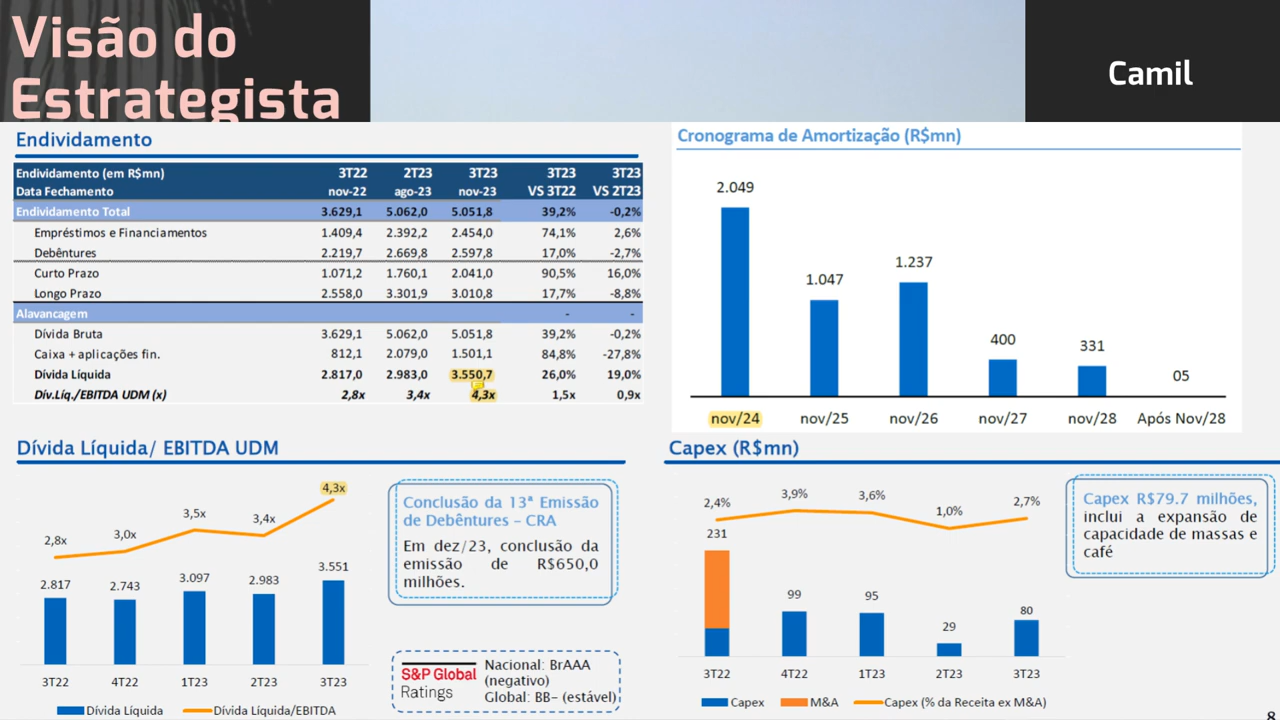 Visão do
Estrategista
Camil
Endividamento
Endividamento (em R$mn) 3T22 2T23 3T23 3T23 3T23
Data Fechamento nov-22 ago-23 nov-23 VS 3T22 VS 2T23
Endividamento Total 3.629,1 5.062,0 5.051,8 39,2% -0,2%
Empréstimos e Financiamentos 1.409,4 2.392,2 2.454,0 74,1% 2,6%
Debêntures 2.219,7 2.669,8 2.597,8 17,0% -2,7%
Curto Prazo 1.071,2 1.760,1 2.041,0 90,5% 16,0%
Longo Prazo 2.558,0 3.301,9 3.010,8 17,7% -8,8%
Alavancagem - -
Dívida Bruta 3.629,1 5.062,0 5.051,8 39,2% -0,2%
Caixa + aplicações fin. 812,1 2.079,0 1.501,1 84,8% -27,8%
Dívida Líquida 2.817,0 2.983,0 3.550,7 26,0% 19,0%
Dív.Líq./EBITDA UDM (x) 2,8x 3,4x 4,3x 1,5x 0,9x
Cronograma de Amortização (R$mn)
2.049
1.047
1.237
400
331
05
nov/24 nov/25 nov/26 nov/27 nov/28 Após Nov/28
Dívida Líquida/ EBITDA UDM
2,8x 3,0x 3,5x 3,4x 4,3x
2.817 2.743 3.097 2.983 3.551
3T22 4T22 1T23 2T23 3T23
Dívida Líquida Dívida Líquida/EBITDA
Conclusão da 13ª Emissão
de Debêntures – CRA
Em dez/23, conclusão da
emissão de R$650,0
milhões.
S&P Global
Ratings
Nacional: BrAAA
(negativo)
Global: BB- (estável)
Capex (R$mn)
2,4% 3,9% 3,6% 1,0% 2,7%
231 99 95 29 80
3T22 4T22 1T23 2T23 3T23
Capex M&A Capex (% da Receita ex M&A)
Capex R$79.7 milhões,
inclui a expansão de
capacidade de massas e
café
8